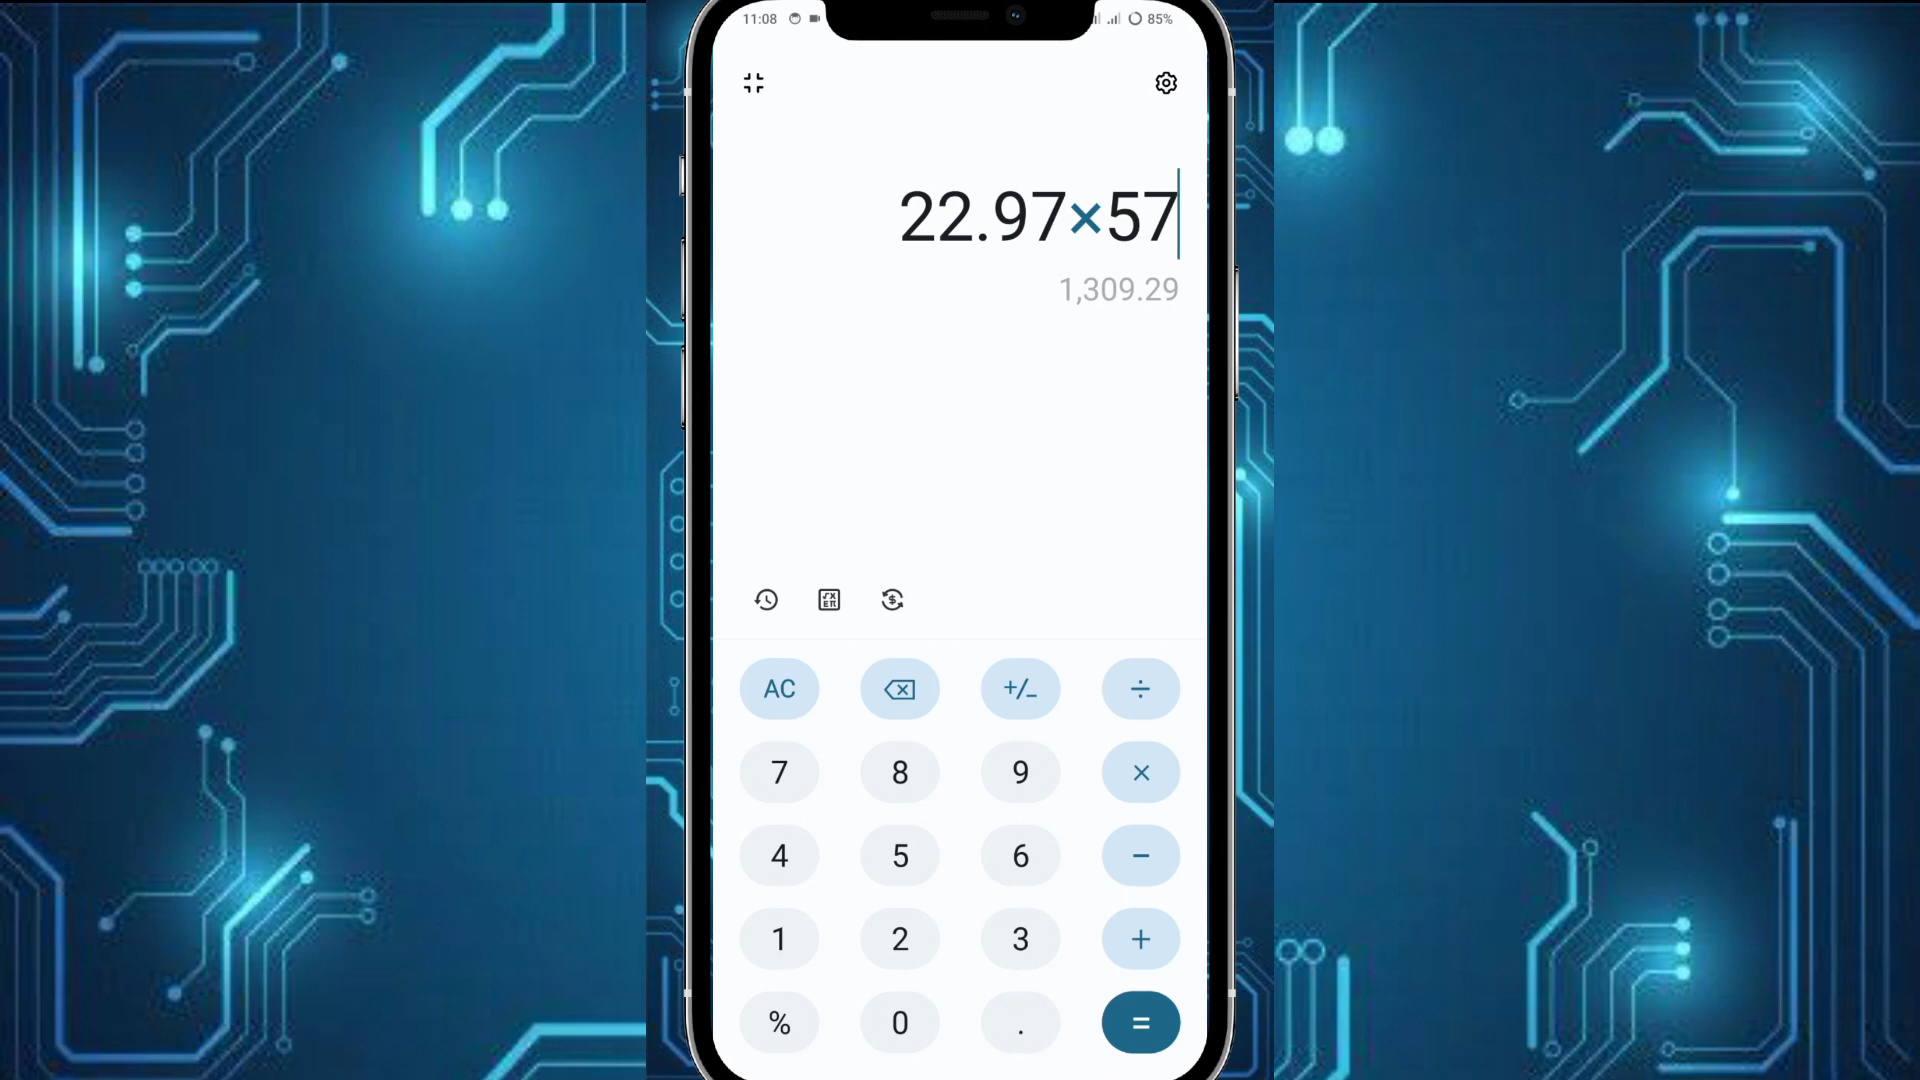 11:08
85%
22.97×57
1,309.29
AC +/− ÷
7 8 9 ×
4 5 6 −
1 2 3 +
% 0 . =